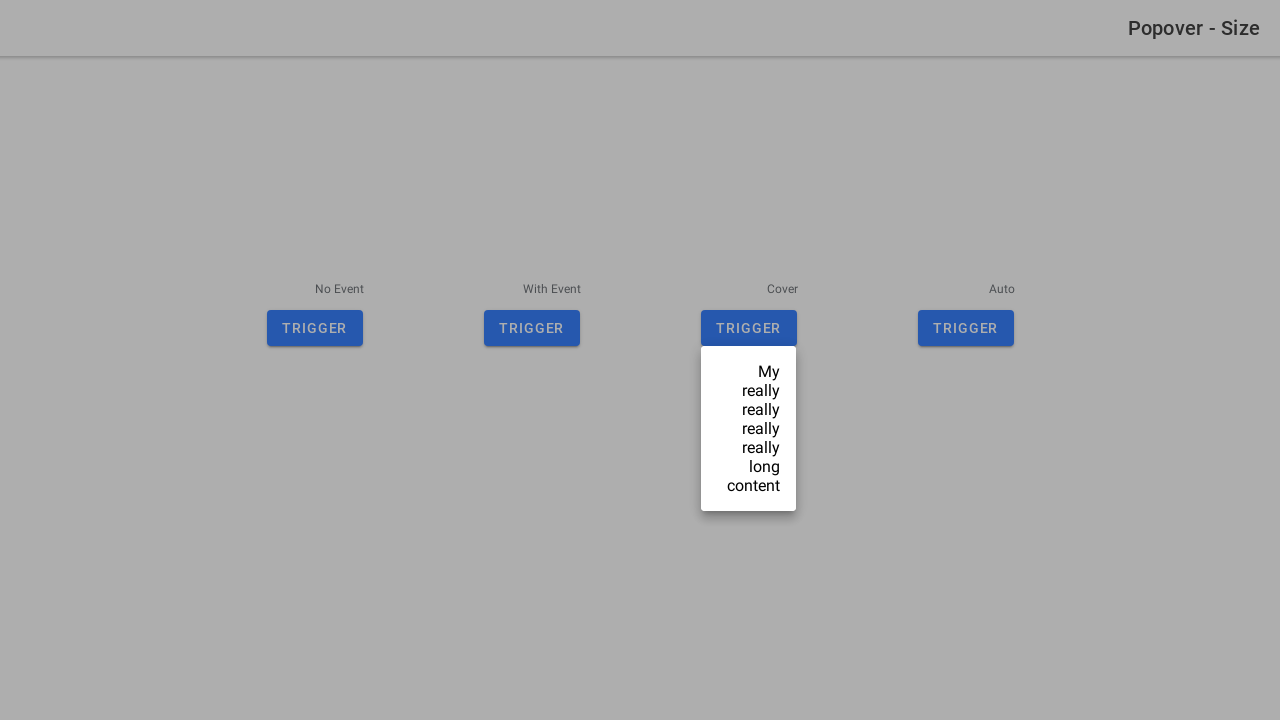 Popover - Size
No Event
With Event
Cover
Auto
TRIGGER
TRIGGER
TRIGGER
TRIGGER
My
really
really
really
really
long
content